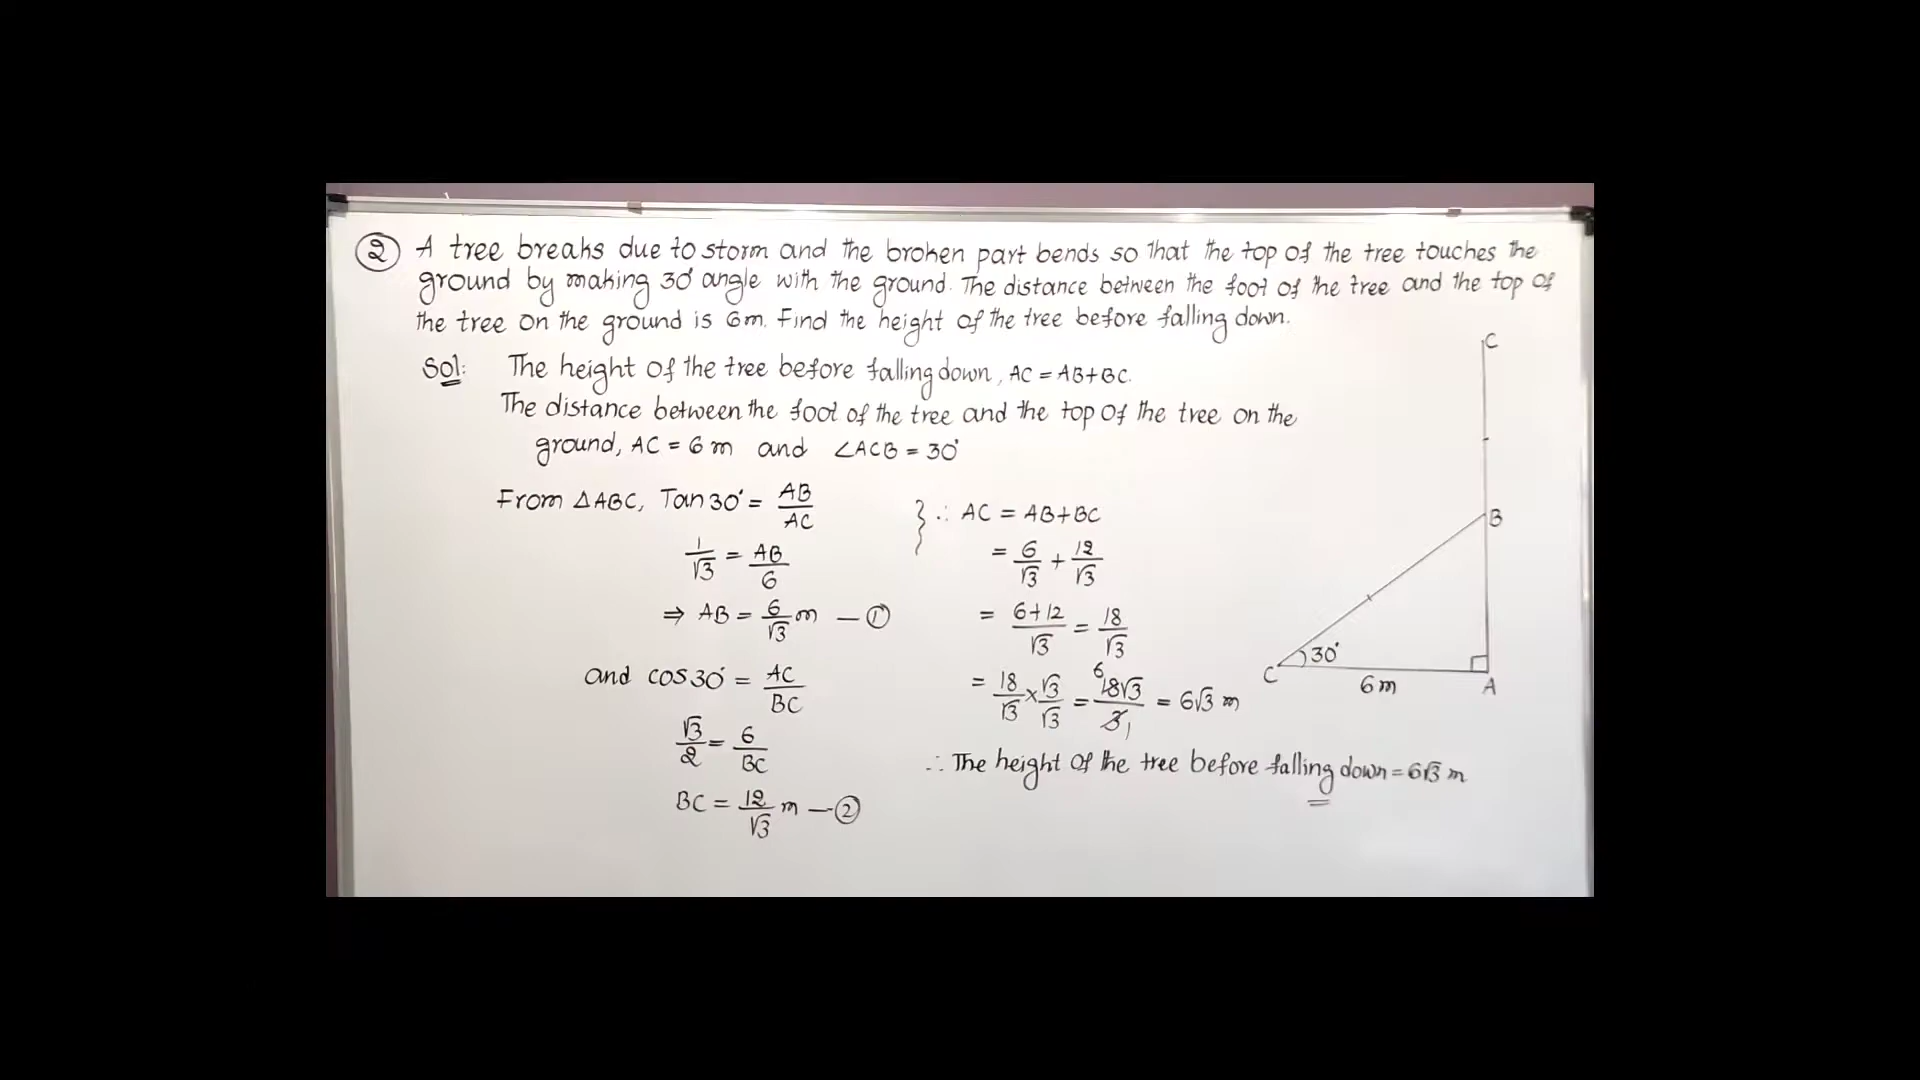 ② A tree breaks due to storm and the broken part bends so that the top of the tree touches the
ground by making 30° angle with the ground. The distance between the foot of the tree and the top of
the tree on the ground is 6m. Find the height of the tree before falling down.
Sol: The height of the tree before falling down, AC = AB+BC.
The distance between the foot of the tree and the top of the tree on the
ground, AC = 6 m and ∠ACB = 30°
From ΔABC, Tan 30° = AB/AC
1/√3 = AB/6
⇒ AB = 6/√3 m — ①
and cos 30° = AC/BC
√3/2 = 6/BC
BC = 12/√3 m — ②
} ∴ AC = AB+BC
= 6/√3 + 12/√3
= (6+12)/√3 = 18/√3
= 18/√3 × √3/√3 = 6 18√3/3 1 = 6√3 m
∴ The height of the tree before falling down = 6√3 m
C
B
C 30°
6 m
A